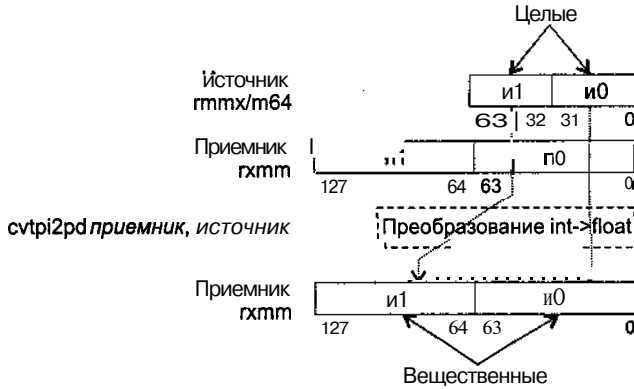 Целые
Источник
rmmx/m64
и1 и0
63 32 31 0
Приемник
rxmm
п0
127 64 63 0
cvtpi2pd приемник, источник
Преобразование int->float
Приемник
rxmm
и1 и0
127 64 63 0
Вещественные